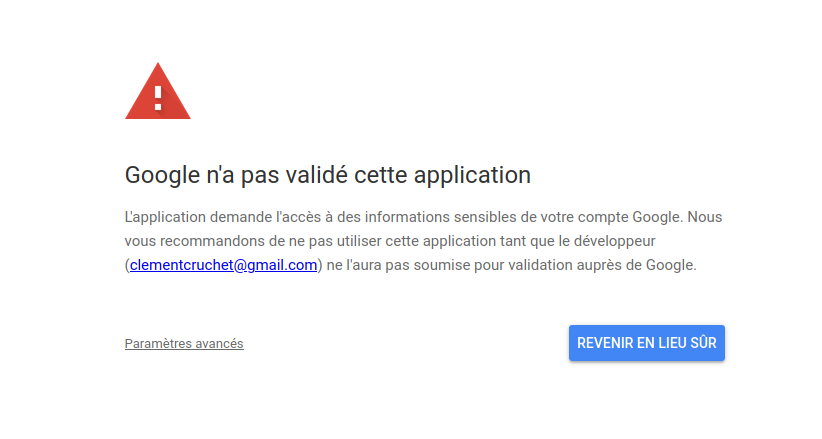 Google n'a pas validé cette application
L'application demande l'accès à des informations sensibles de votre compte Google. Nous
vous recommandons de ne pas utiliser cette application tant que le développeur
(clementcruchet@gmail.com) ne l'aura pas soumise pour validation auprès de Google.
Paramètres avancés
REVENIR EN LIEU SÛR